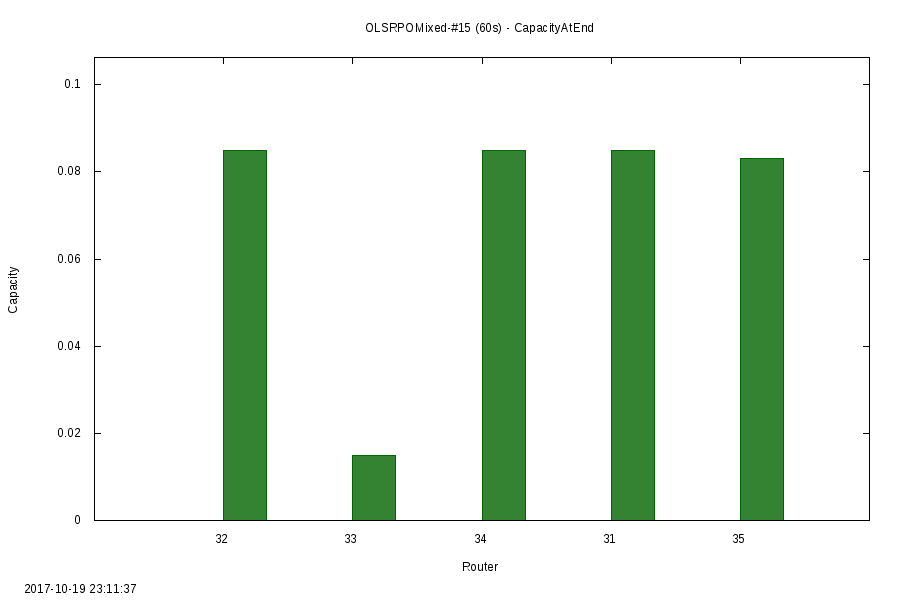 OLSRPOMixed-#15 (60s) - CapacityAtEnd
0.1
0.08
0.06
0.04
0.02
0
Capacity
32 33 34 31 35
Router
2017-10-19 23:11:37